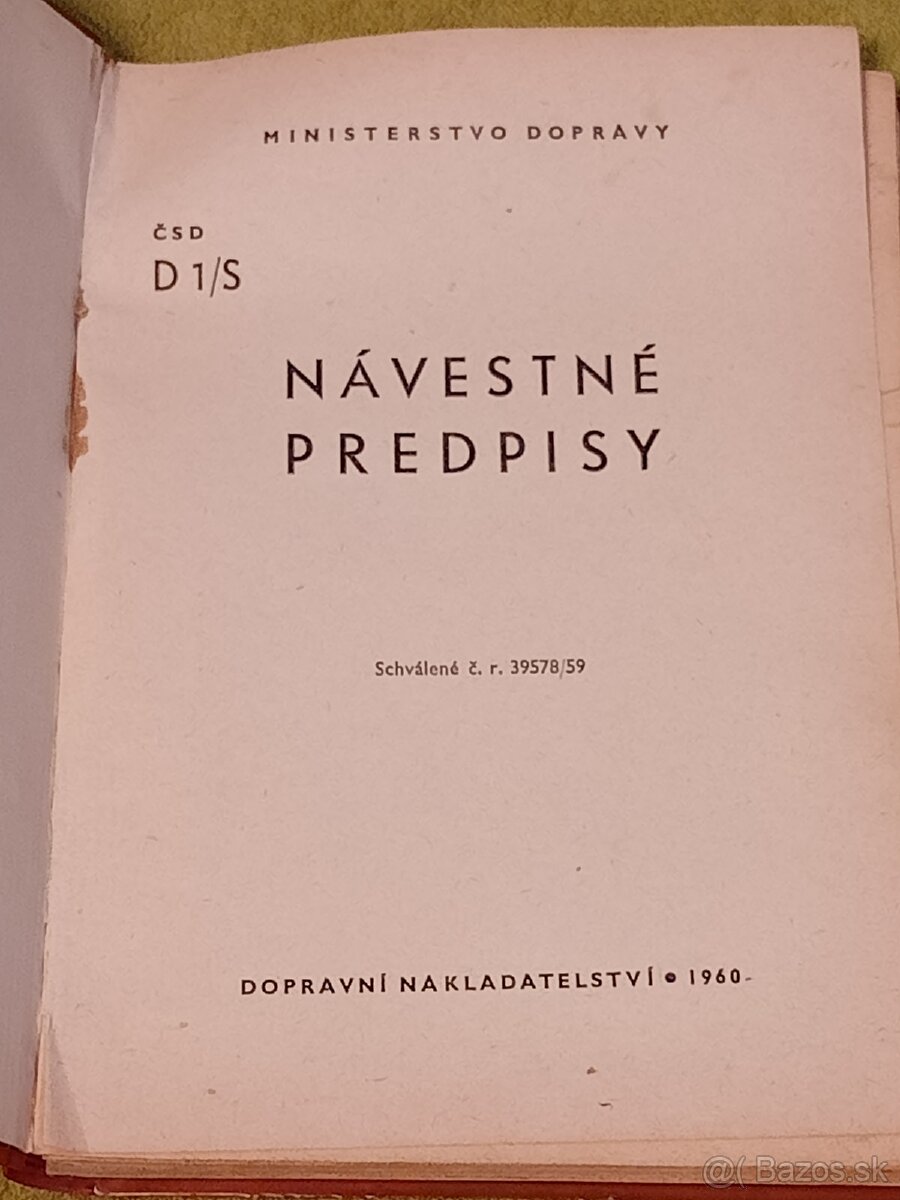 MINISTERSTVO DOPRAVY
ČSD
D 1/S
NÁVESTNÉ
PREDPISY
Schválené č. r. 39578/59
DOPRAVNÍ NAKLADATELSTVÍ • 1960
@( Bazos.sk